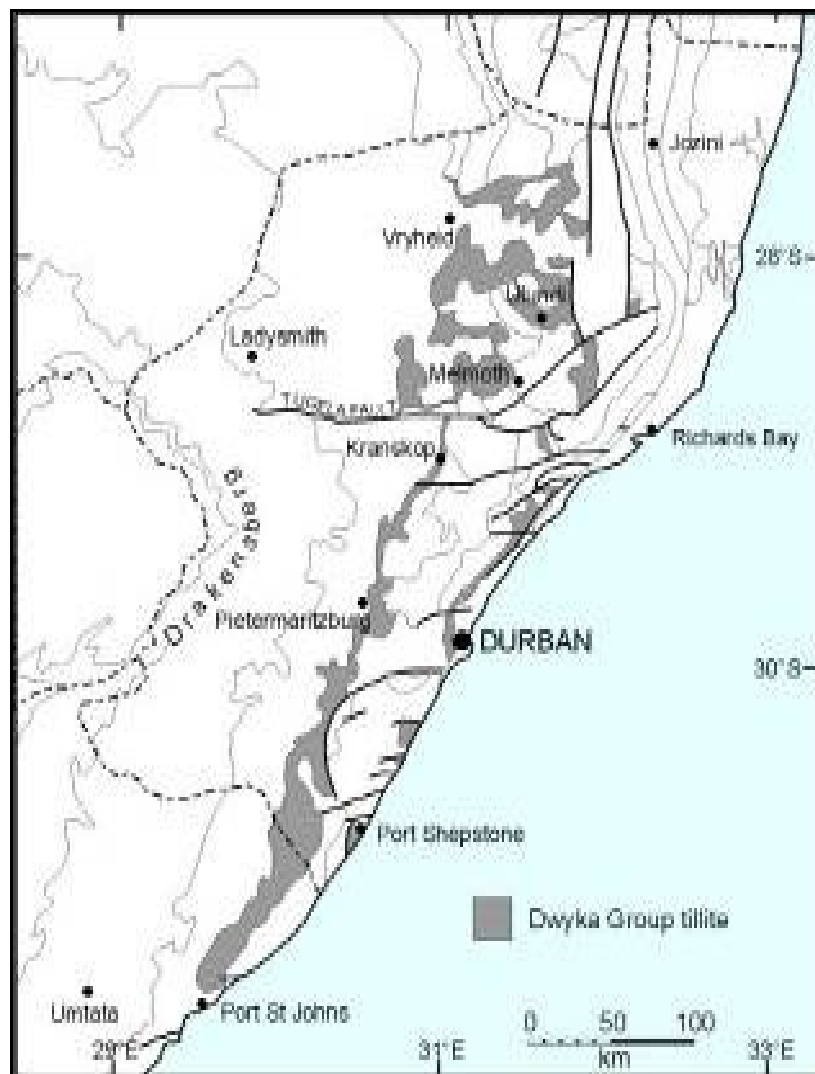 Jozini
Vryheid
28°S
Ulundi
Ladysmith
Melmoth
TUGELA FAULT
Kranskop
Richards Bay
Drakensberg
Pietermaritzburg
DURBAN
30°S
Port Shepstone
Dwyka Group tillite
Umtata
Port St Johns
0 50 100
km
29°E
31°E
33°E